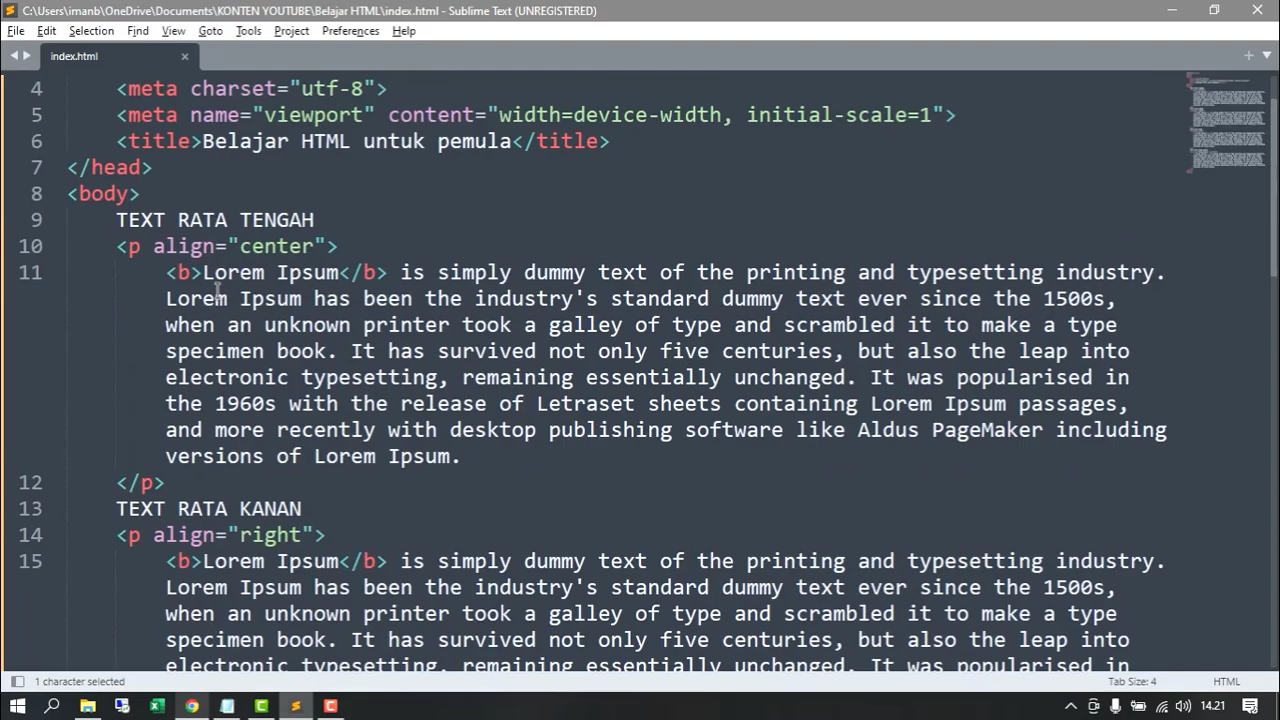 C:\Users\imanb\OneDrive\Documents\KONTEN YOUTUBE\Belajar HTML\index.html - Sublime Text (UNREGISTERED)
File Edit Selection Find View Goto Tools Project Preferences Help
index.html
4 <meta charset="utf-8">
5 <meta name="viewport" content="width=device-width, initial-scale=1">
6 <title>Belajar HTML untuk pemula</title>
7 </head>
8 <body>
9 TEXT RATA TENGAH
10 <p align="center">
11 <b>Lorem Ipsum</b> is simply dummy text of the printing and typesetting industry.
Lorem Ipsum has been the industry's standard dummy text ever since the 1500s,
when an unknown printer took a galley of type and scrambled it to make a type
specimen book. It has survived not only five centuries, but also the leap into
electronic typesetting, remaining essentially unchanged. It was popularised in
the 1960s with the release of Letraset sheets containing Lorem Ipsum passages,
and more recently with desktop publishing software like Aldus PageMaker including
versions of Lorem Ipsum.
12 </p>
13 TEXT RATA KANAN
14 <p align="right">
15 <b>Lorem Ipsum</b> is simply dummy text of the printing and typesetting industry.
Lorem Ipsum has been the industry's standard dummy text ever since the 1500s,
when an unknown printer took a galley of type and scrambled it to make a type
specimen book. It has survived not only five centuries, but also the leap into
electronic typesetting, remaining essentially unchanged. It was popularised in
1 character selected Tab Size: 4 HTML
14.21